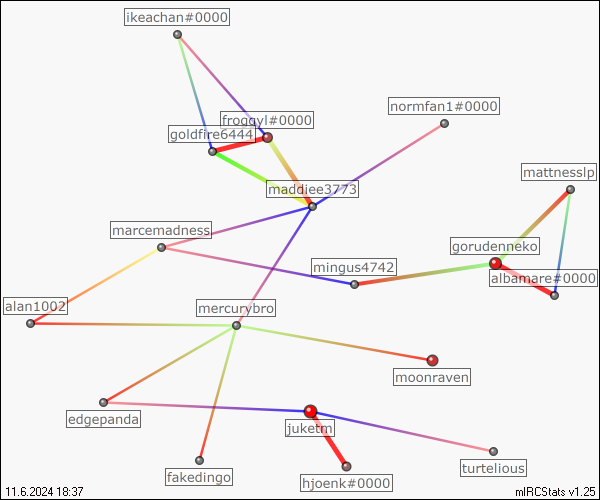 ikeachan#0000
normfan1#0000
froggyl#0000
goldfire6444
mattnesslp
maddiee3773
marcemadness
gorudenneko
mingus4742
albamare#0000
alan1002
mercurybro
moonraven
edgepanda
juketm
turtelious
fakedingo
hjoenk#0000
11.6.2024 18:37
mIRCStats v1.25